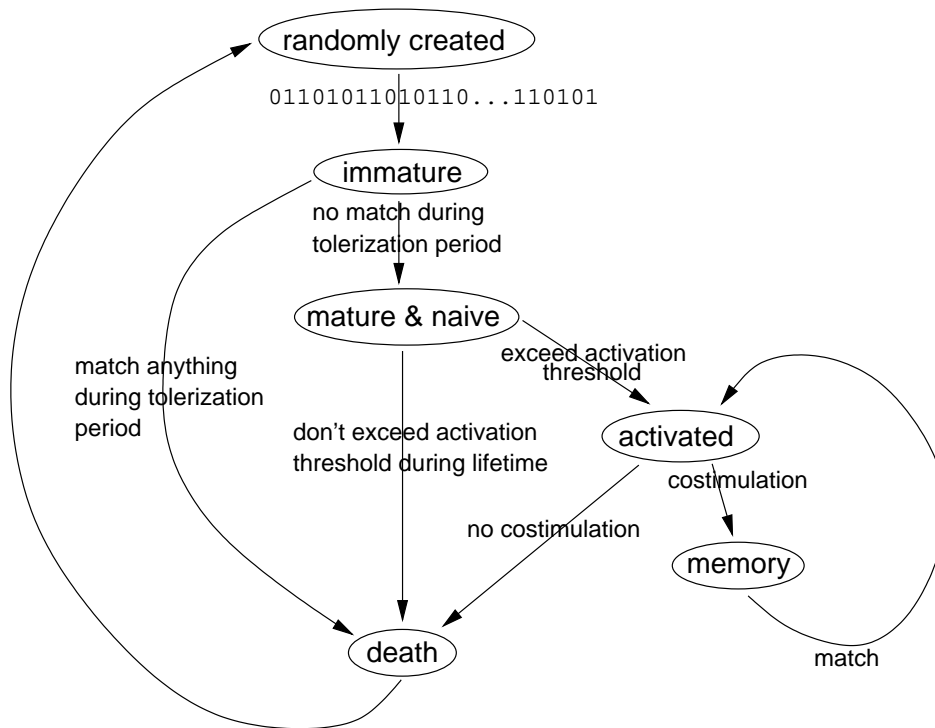 randomly created
01101011010110...110101
immature
no match during
tolerization period
mature & naive
exceed activation
threshold
match anything
during tolerization
period
don't exceed activation
threshold during lifetime
activated
costimulation
no costimulation
memory
death
match